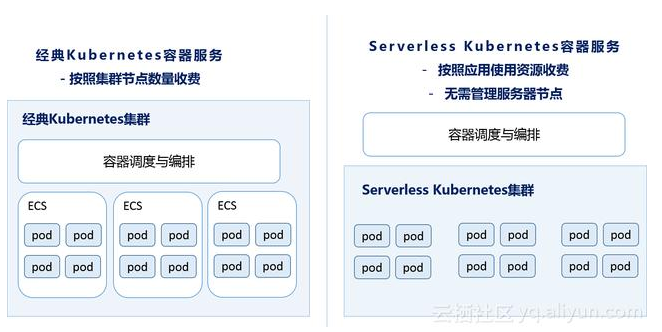 经典Kubernetes容器服务
- 按照集群节点数量收费
经典Kubernetes集群
容器调度与编排
ECS ECS ECS
pod pod pod pod pod pod
pod pod pod pod pod pod
Serverless Kubernetes容器服务
- 按照应用使用资源收费
- 无需管理服务器节点
容器调度与编排
Serverless Kubernetes集群
pod pod pod pod pod pod
pod pod pod pod pod pod
云栖社区 yq.aliyun.com